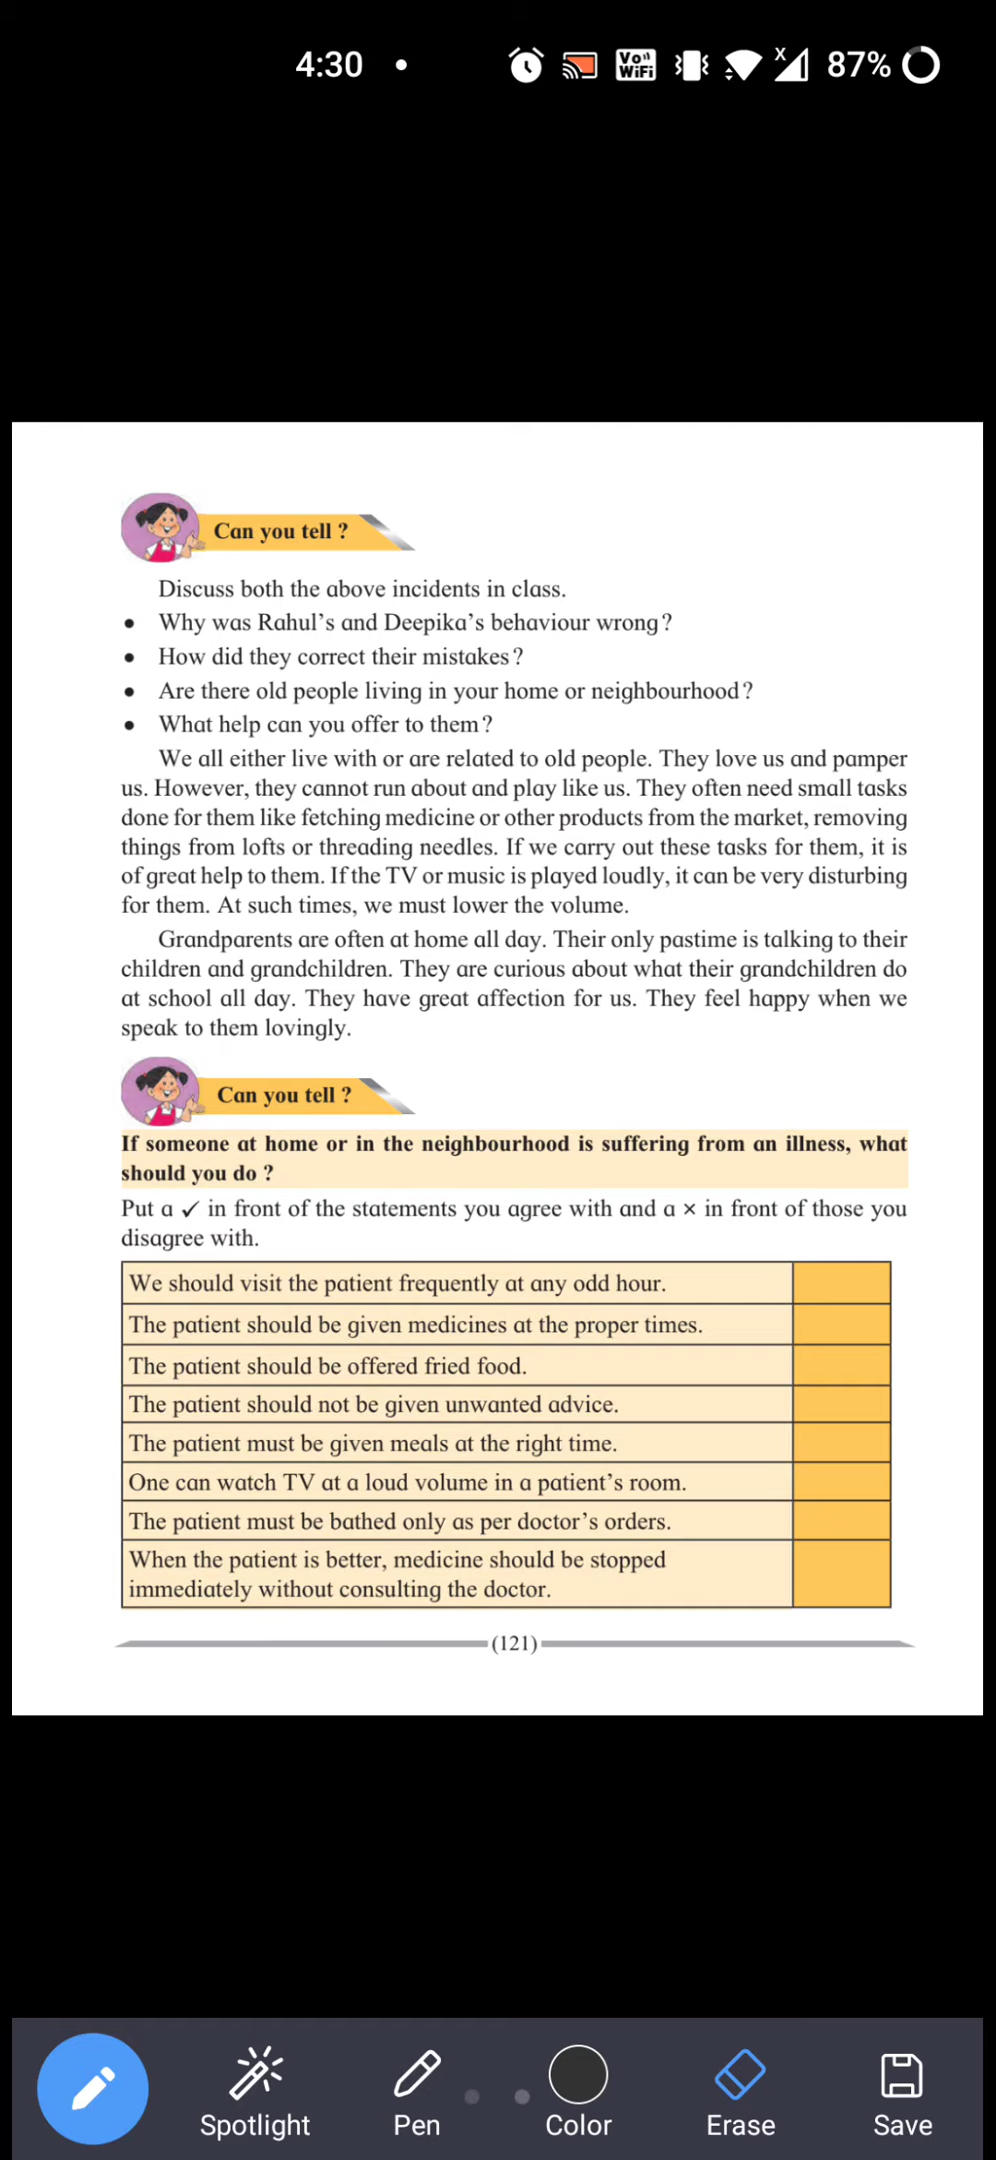 4:30
Vo))
WiFi
X
87%
Can you tell ?
Discuss both the above incidents in class.
• Why was Rahul's and Deepika's behaviour wrong?
• How did they correct their mistakes?
• Are there old people living in your home or neighbourhood?
• What help can you offer to them?
We all either live with or are related to old people. They love us and pamper
us. However, they cannot run about and play like us. They often need small tasks
done for them like fetching medicine or other products from the market, removing
things from lofts or threading needles. If we carry out these tasks for them, it is
of great help to them. If the TV or music is played loudly, it can be very disturbing
for them. At such times, we must lower the volume.
Grandparents are often at home all day. Their only pastime is talking to their
children and grandchildren. They are curious about what their grandchildren do
at school all day. They have great affection for us. They feel happy when we
speak to them lovingly.
Can you tell ?
If someone at home or in the neighbourhood is suffering from an illness, what
should you do ?
Put a ✓ in front of the statements you agree with and a × in front of those you
disagree with.
We should visit the patient frequently at any odd hour.
The patient should be given medicines at the proper times.
The patient should be offered fried food.
The patient should not be given unwanted advice.
The patient must be given meals at the right time.
One can watch TV at a loud volume in a patient's room.
The patient must be bathed only as per doctor's orders.
When the patient is better, medicine should be stopped
immediately without consulting the doctor.
(121)
Spotlight Pen Color Erase Save